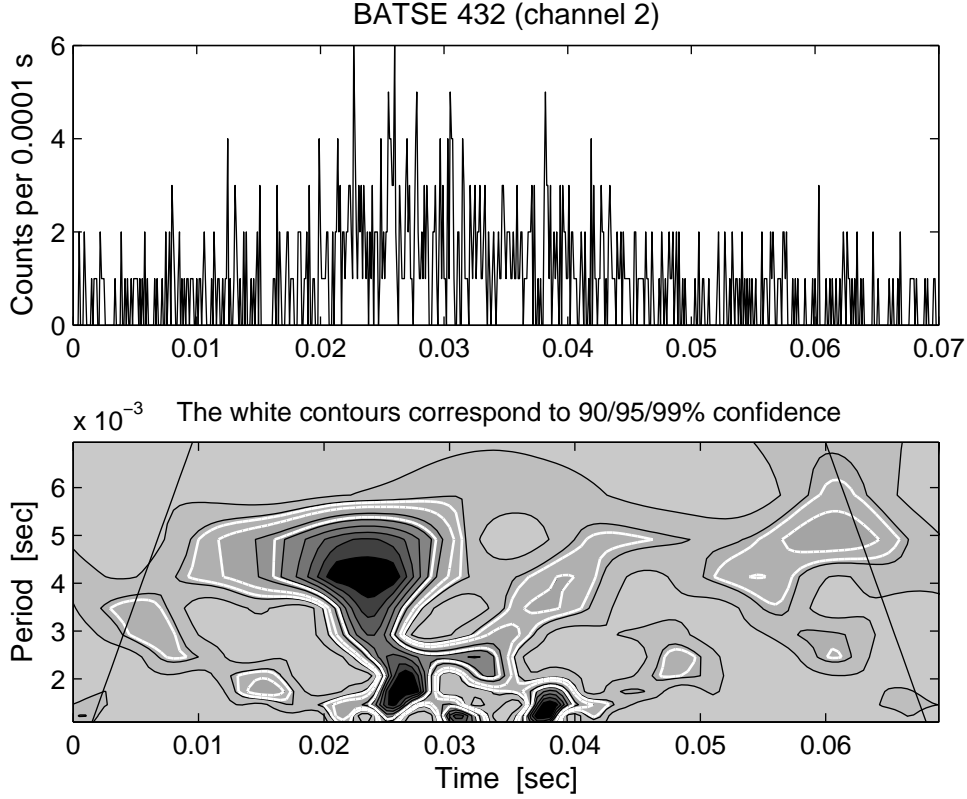 BATSE 432 (channel 2)
Counts per 0.0001 s
6
4
2
0
0 0.01 0.02 0.03 0.04 0.05 0.06 0.07
x 10⁻³ The white contours correspond to 90/95/99% confidence
Period [sec]
6
5
4
3
2
0 0.01 0.02 0.03 0.04 0.05 0.06
Time [sec]